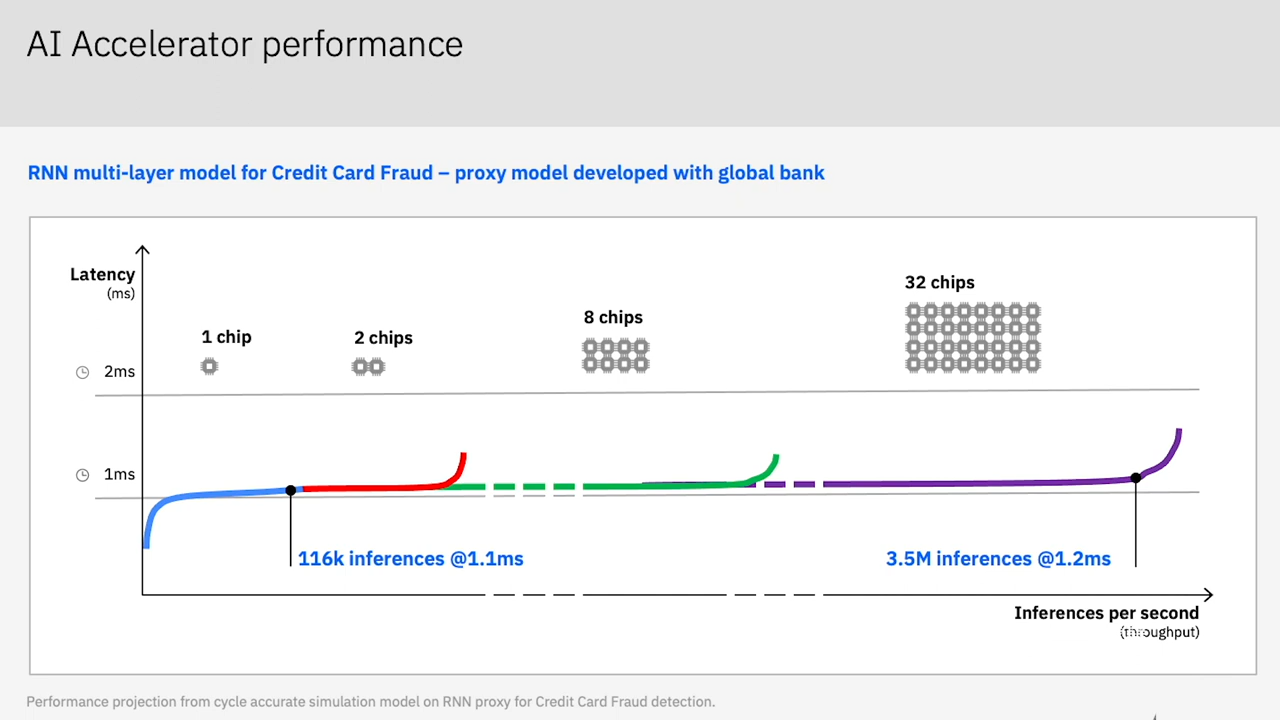 AI Accelerator performance
RNN multi-layer model for Credit Card Fraud – proxy model developed with global bank
Latency
(ms)
1 chip
2 chips
8 chips
32 chips
2ms
1ms
116k inferences @1.1ms
3.5M inferences @1.2ms
Inferences per second
(throughput)
Performance projection from cycle accurate simulation model on RNN proxy for Credit Card Fraud detection.